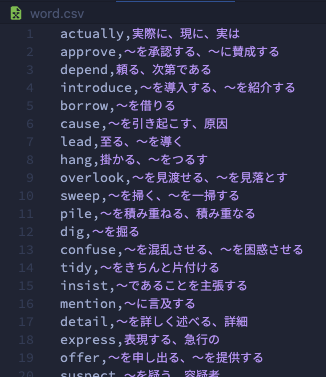 word.csv
1 actually,実際に、現に、実は
2 approve,〜を承認する、〜に賛成する
3 depend,頼る、次第である
4 introduce,〜を導入する、〜を紹介する
5 borrow,〜を借りる
6 cause,〜を引き起こす、原因
7 lead,至る、〜を導く
8 hang,掛かる、〜をつるす
9 overlook,〜を見渡せる、〜を見落とす
10 sweep,〜を掃く、〜を一掃する
11 pile,〜を積み重ねる、積み重なる
12 dig,〜を掘る
13 confuse,〜を混乱させる、〜を困惑させる
14 tidy,〜をきちんと片付ける
15 insist,〜であることを主張する
16 mention,〜に言及する
17 detail,〜を詳しく述べる、詳細
18 express,表現する、急行の
19 offer,〜を申し出る、〜を提供する
20 suspect,〜を疑う、容疑者